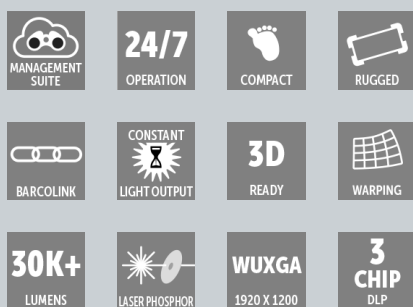 MANAGEMENT
SUITE
24/7
OPERATION
COMPACT
RUGGED
BARCOLINK
CONSTANT
LIGHT OUTPUT
3D
READY
WARPING
30K+
LUMENS
LASER PHOSPHOR
WUXGA
1920 X 1200
3
CHIP
DLP